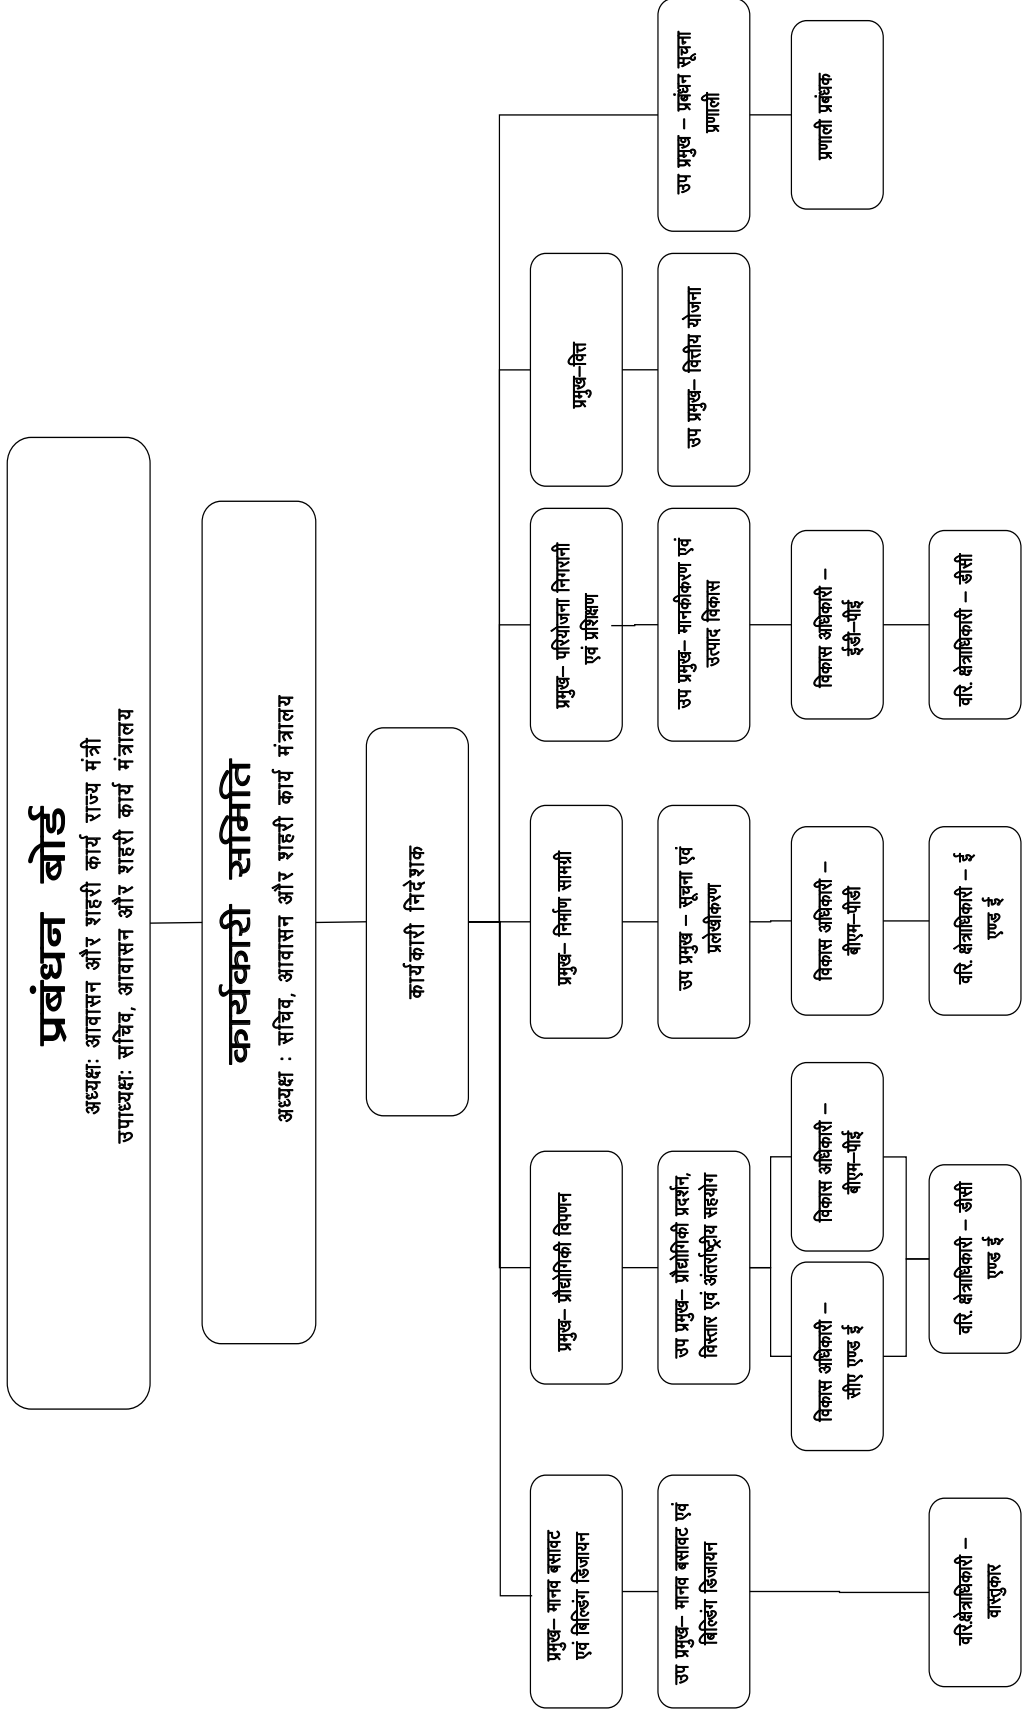 प्रबंधन बोर्ड
अध्यक्ष: आवासन और शहरी कार्य राज्य मंत्री
उपाध्यक्ष: सचिव, आवासन और शहरी कार्य मंत्रालय
कार्यकारी समिति
अध्यक्ष : सचिव, आवासन और शहरी कार्य मंत्रालय
कार्यकारी निदेशक
प्रमुख– मानव बसावट
एवं बिल्डिंग डिजायन
प्रमुख– प्रौद्योगिकी विपणन
प्रमुख– निर्माण सामग्री
प्रमुख– परियोजना निगरानी
एवं प्रशिक्षण
प्रमुख–वित्त
उप प्रमुख– मानव बसावट एवं
बिल्डिंग डिजायन
उप प्रमुख– प्रौद्योगिकी प्रदर्शन,
विस्तार एवं अंतर्राष्ट्रीय सहयोग
उप प्रमुख – सूचना एवं
प्रलेखीकरण
उप प्रमुख– मानकीकरण एवं
उत्पाद विकास
उप प्रमुख– वित्तीय योजना
उप प्रमुख – प्रबंधन सूचना
प्रणाली
विकास अधिकारी –
सीए एण्ड ई
विकास अधिकारी –
बीएम–पीई
विकास अधिकारी –
बीएम–पीडी
विकास अधिकारी –
ईडी–पीई
प्रणाली प्रबंधक
वरि.क्षेत्राधिकारी –
वास्तुकार
वरि. क्षेत्राधिकारी – डीसी
एण्ड ई
वरि. क्षेत्राधिकारी – ई
एण्ड ई
वरि. क्षेत्राधिकारी – डीसी